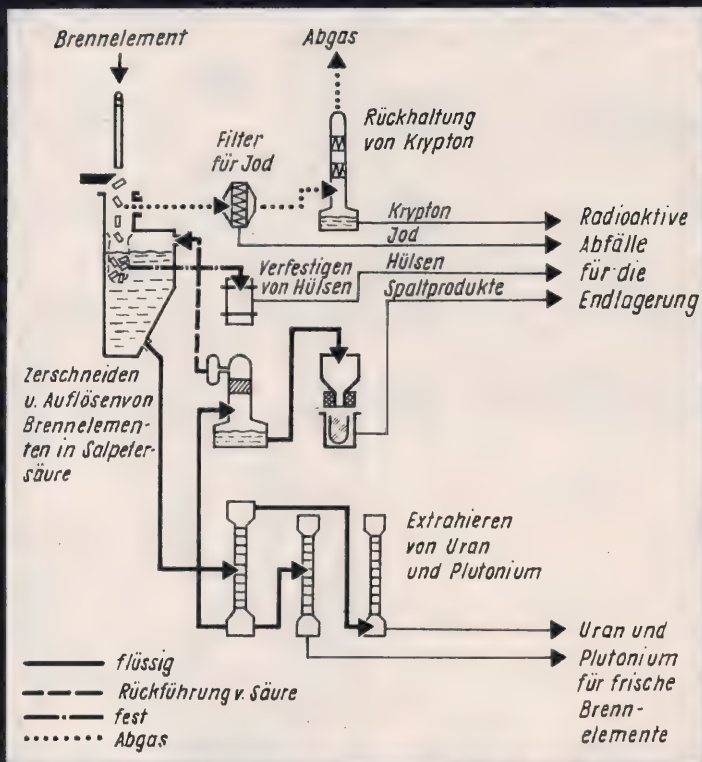 Brennelement
Abgas
Rückhaltung
von Krypton
Filter
für Jod
Krypton
Jod
Hülsen
Spaltprodukte
Radioaktive
Abfälle
für die
Endlagerung
Verfestigen
von Hülsen
Zerschneiden
u. Auflösenvon
Brennelemen-
ten in Salpeter-
säure
Extrahieren
von Uran
und Plutonium
Uran und
Plutonium
für frische
Brenn-
elemente
flüssig
Rückführung v. Säure
fest
Abgas